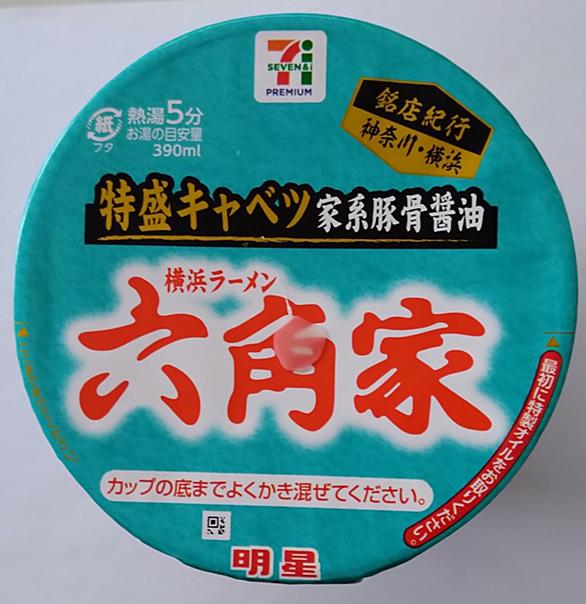 7i
SEVEN&i
PREMIUM
紙
フタ
熱湯5分
お湯の目安量
390ml
銘店紀行
神奈川・横浜
特盛キャベツ 家系豚骨醤油
横浜ラーメン
六角家
最初に特製オイルをお取りください。
カップの底までよくかき混ぜてください。
明星